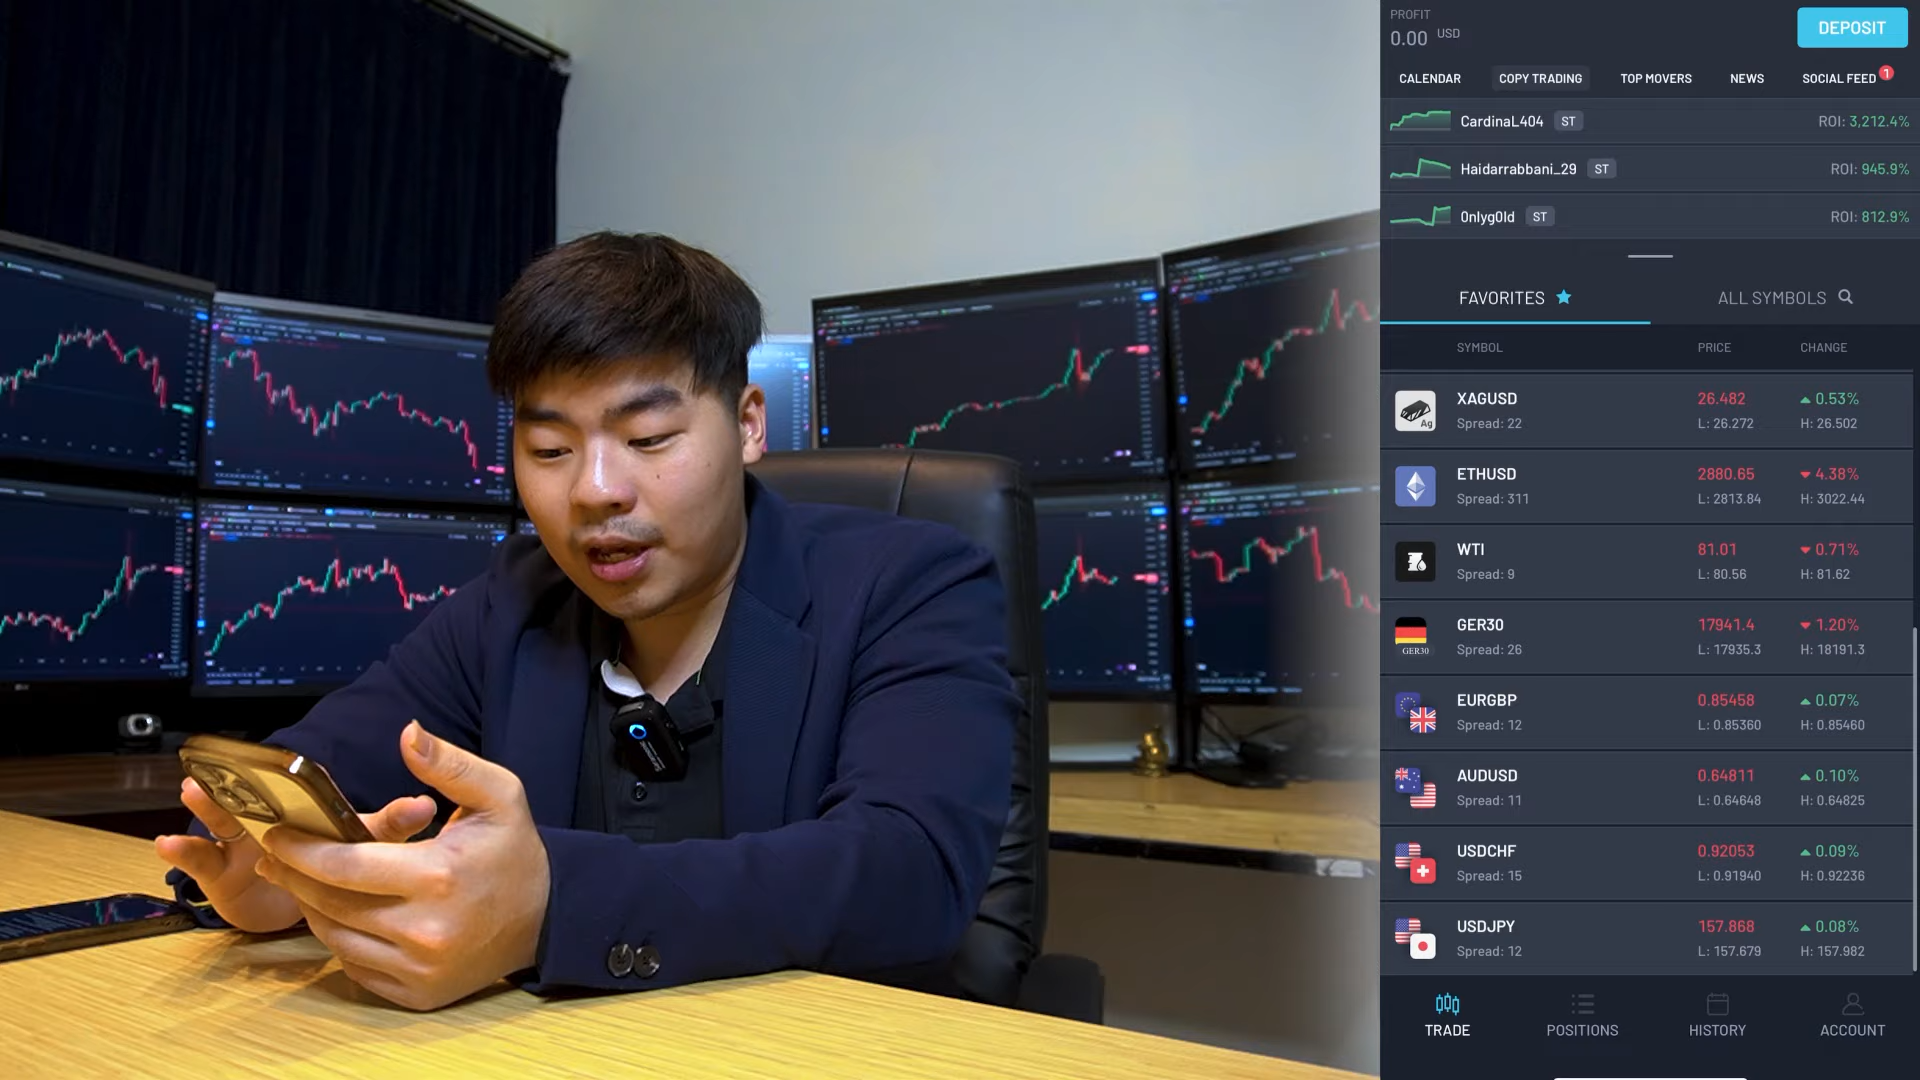 PROFIT
0.00 USD
DEPOSIT
CALENDAR COPY TRADING TOP MOVERS NEWS SOCIAL FEED 1
CardinaL404 ST ROI: 3,212.4%
Haidarrabbani_29 ST ROI: 945.9%
0nlyg0ld ST ROI: 812.9%
FAVORITES ALL SYMBOLS
SYMBOL PRICE CHANGE
Ag XAGUSD 26.482 0.53%
Spread: 22 L: 26.272 H: 26.502
ETHUSD 2880.65 4.38%
Spread: 311 L: 2813.84 H: 3022.44
WTI 81.01 0.71%
Spread: 9 L: 80.56 H: 81.62
GER30 17941.4 1.20%
GER30 Spread: 26 L: 17935.3 H: 18191.3
EURGBP 0.85458 0.07%
Spread: 12 L: 0.85360 H: 0.85460
AUDUSD 0.64811 0.10%
Spread: 11 L: 0.64648 H: 0.64825
USDCHF 0.92053 0.09%
Spread: 15 L: 0.91940 H: 0.92236
USDJPY 157.868 0.08%
Spread: 12 L: 157.679 H: 157.982
TRADE POSITIONS HISTORY ACCOUNT